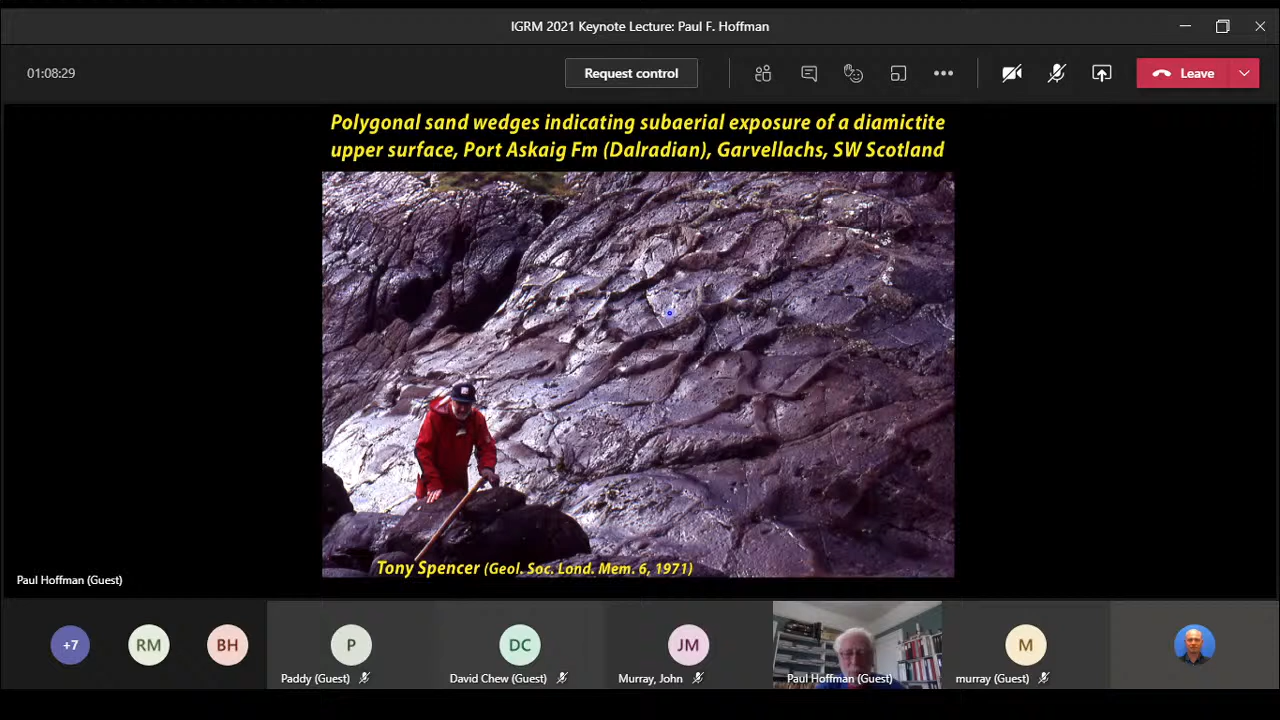 IGRM 2021 Keynote Lecture: Paul F. Hoffman
01:08:29
Request control
Leave
Polygonal sand wedges indicating subaerial exposure of a diamictite
upper surface, Port Askaig Fm (Dalradian), Garvellachs, SW Scotland
Tony Spencer (Geol. Soc. Lond. Mem. 6, 1971)
Paul Hoffman (Guest)
+7
RM
BH
P
DC
JM
M
Paddy (Guest)
David Chew (Guest)
Murray, John
Paul Hoffman (Guest)
murray (Guest)